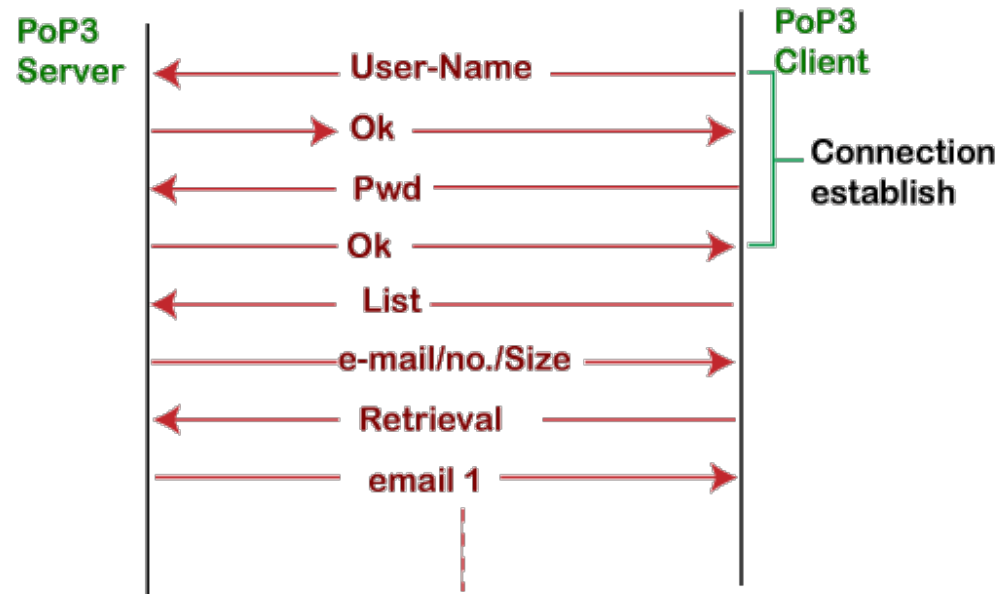 PoP3
Server
PoP3
Client
User-Name
Ok
Pwd
Ok
Connection
establish
List
e-mail/no./Size
Retrieval
email 1